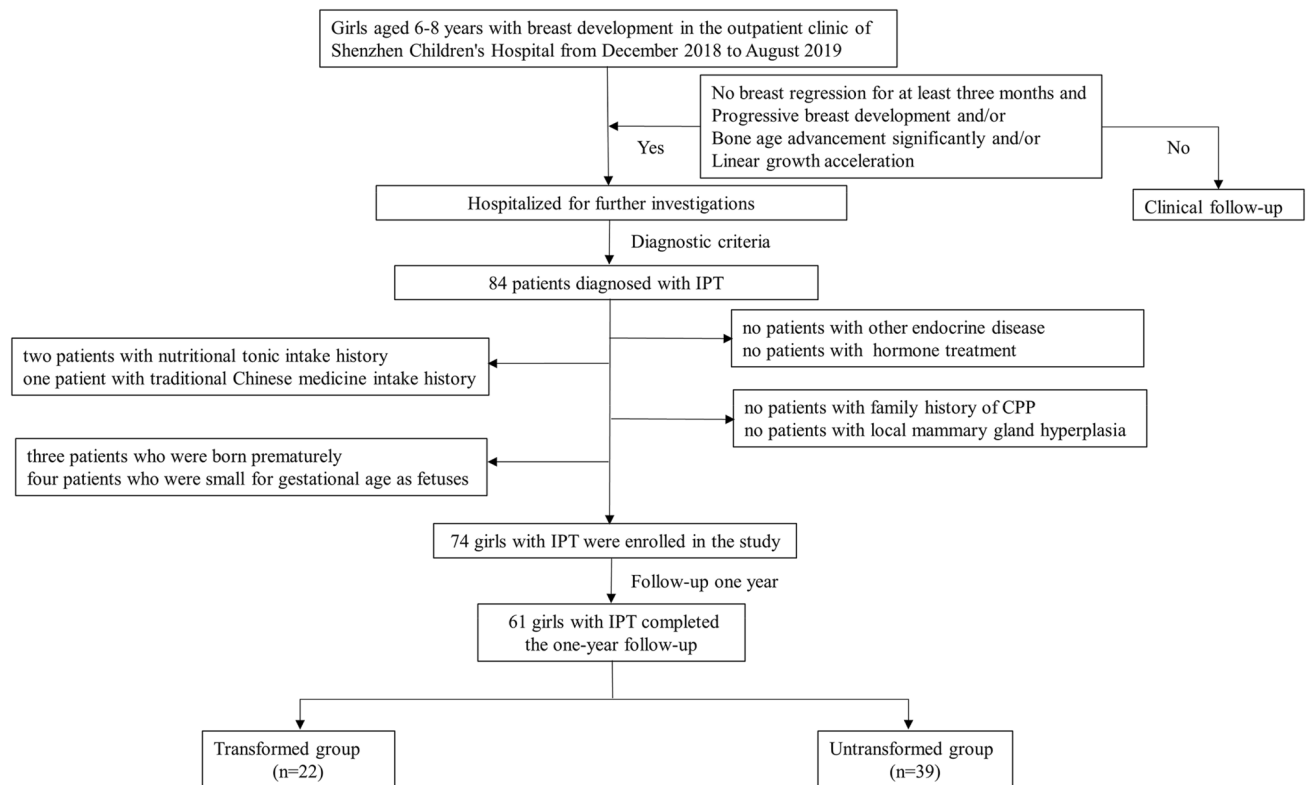 Girls aged 6-8 years with breast development in the outpatient clinic of
Shenzhen Children's Hospital from December 2018 to August 2019
No breast regression for at least three months and
Progressive breast development and/or
Bone age advancement significantly and/or
Linear growth acceleration
Yes
No
Hospitalized for further investigations
Clinical follow-up
Diagnostic criteria
84 patients diagnosed with IPT
no patients with other endocrine disease
no patients with hormone treatment
two patients with nutritional tonic intake history
one patient with traditional Chinese medicine intake history
no patients with family history of CPP
no patients with local mammary gland hyperplasia
three patients who were born prematurely
four patients who were small for gestational age as fetuses
74 girls with IPT were enrolled in the study
Follow-up one year
61 girls with IPT completed
the one-year follow-up
Transformed group
(n=22)
Untransformed group
(n=39)